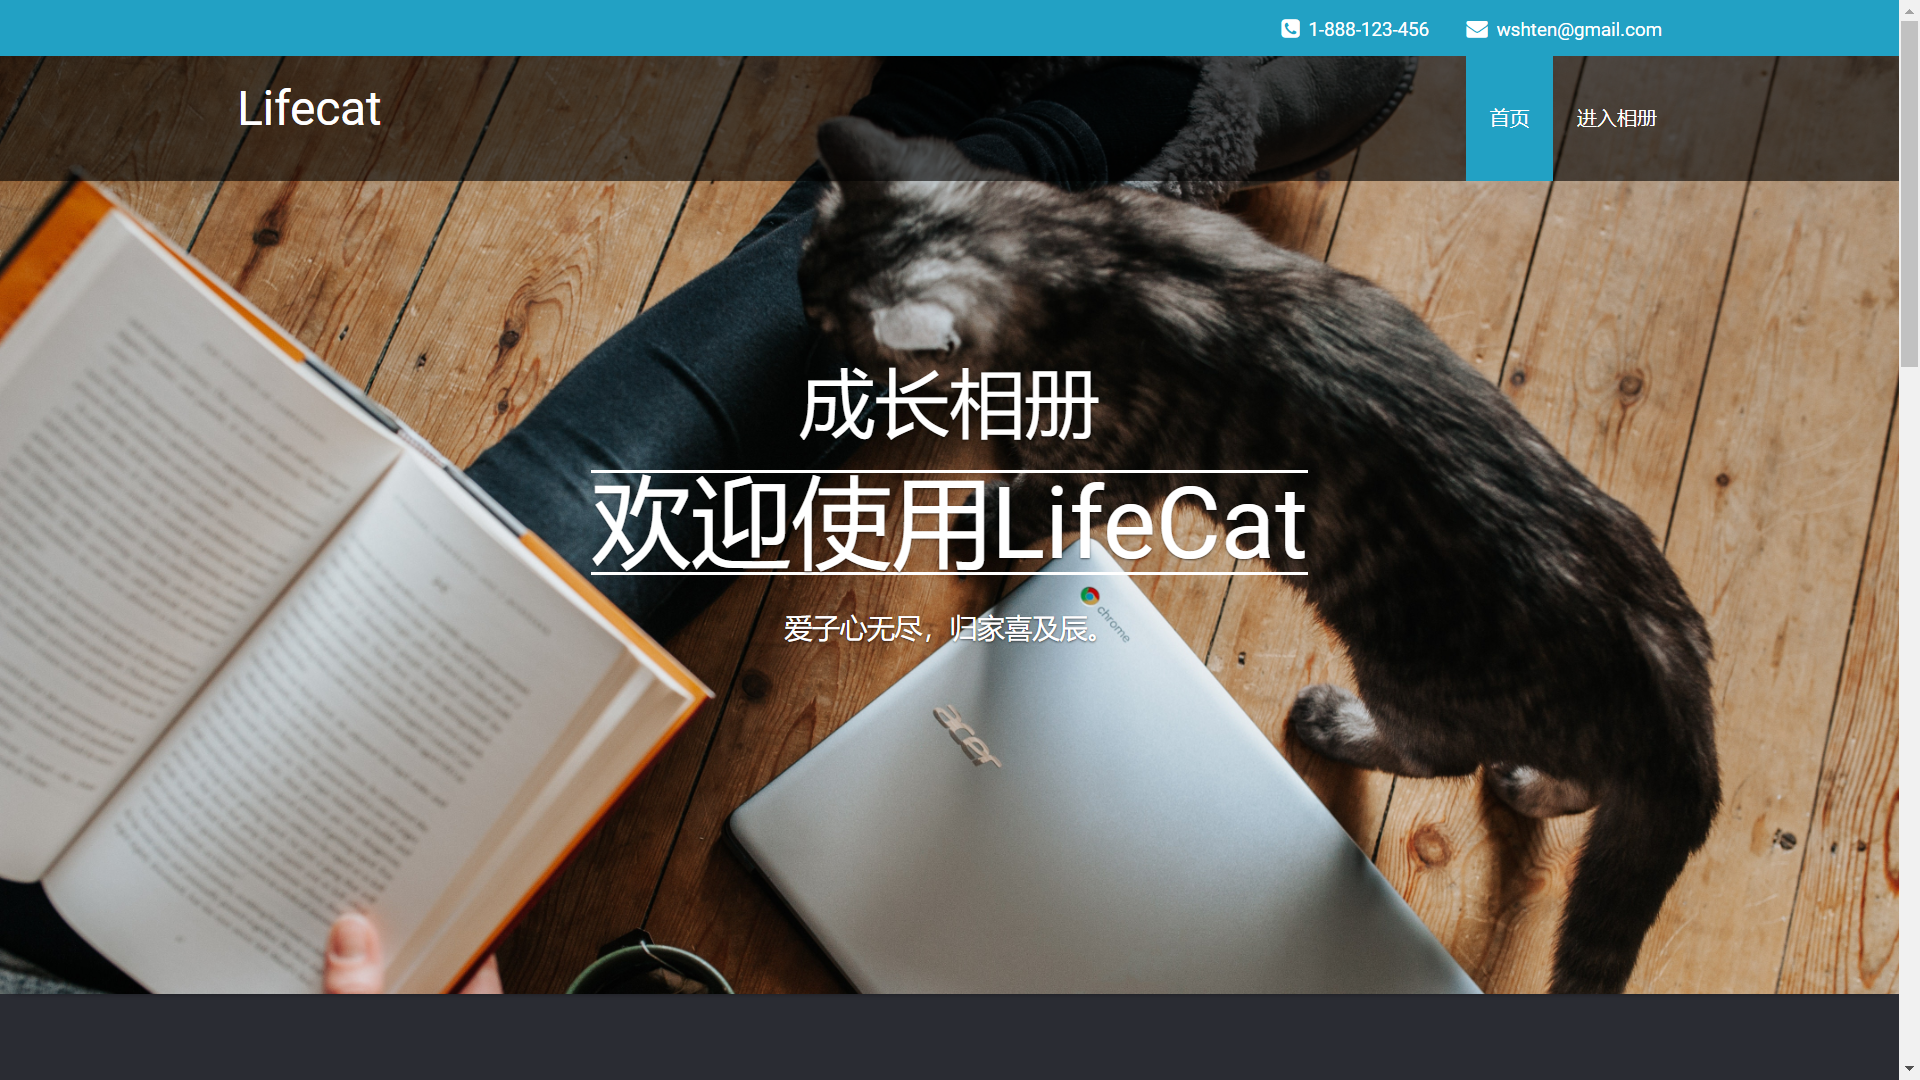 1-888-123-456
wshten@gmail.com
Lifecat
首页
进入相册
成长相册
欢迎使用LifeCat
爱子心无尽，归家喜及辰。
chrome
acer